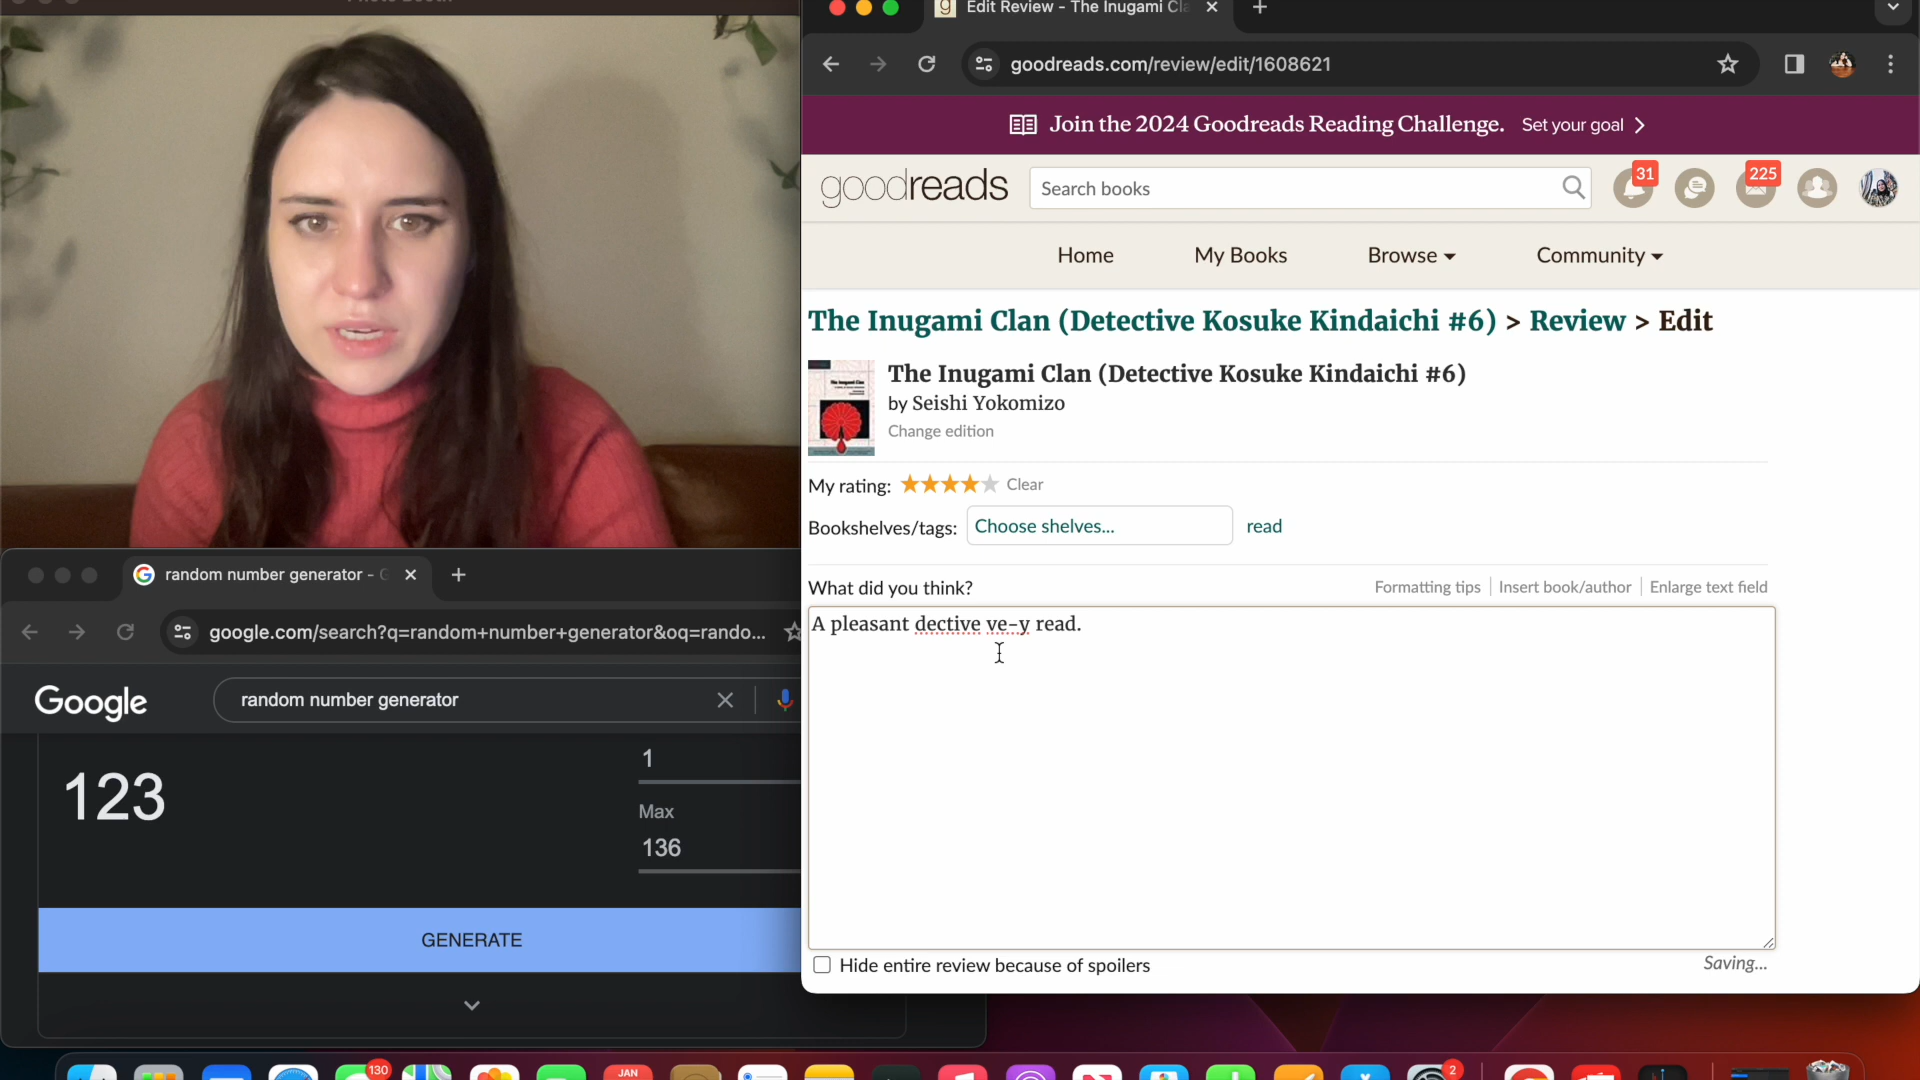 Edit Review - The Inugami Cla
goodreads.com/review/edit/1608621
Join the 2024 Goodreads Reading Challenge. Set your goal
goodreads
Search books
31
225
Home
My Books
Browse
Community
The Inugami Clan (Detective Kosuke Kindaichi #6) > Review > Edit
The Inugami Clan (Detective Kosuke Kindaichi #6)
by Seishi Yokomizo
Change edition
My rating:
Clear
Bookshelves/tags:
Choose shelves...
read
What did you think?
Formatting tips
Insert book/author
Enlarge text field
A pleasant dective ve-y read.
Hide entire review because of spoilers
Saving...
random number generator - G
google.com/search?q=random+number+generator&oq=rando...
Google
random number generator
123
1
Max
136
GENERATE
130
JAN
2